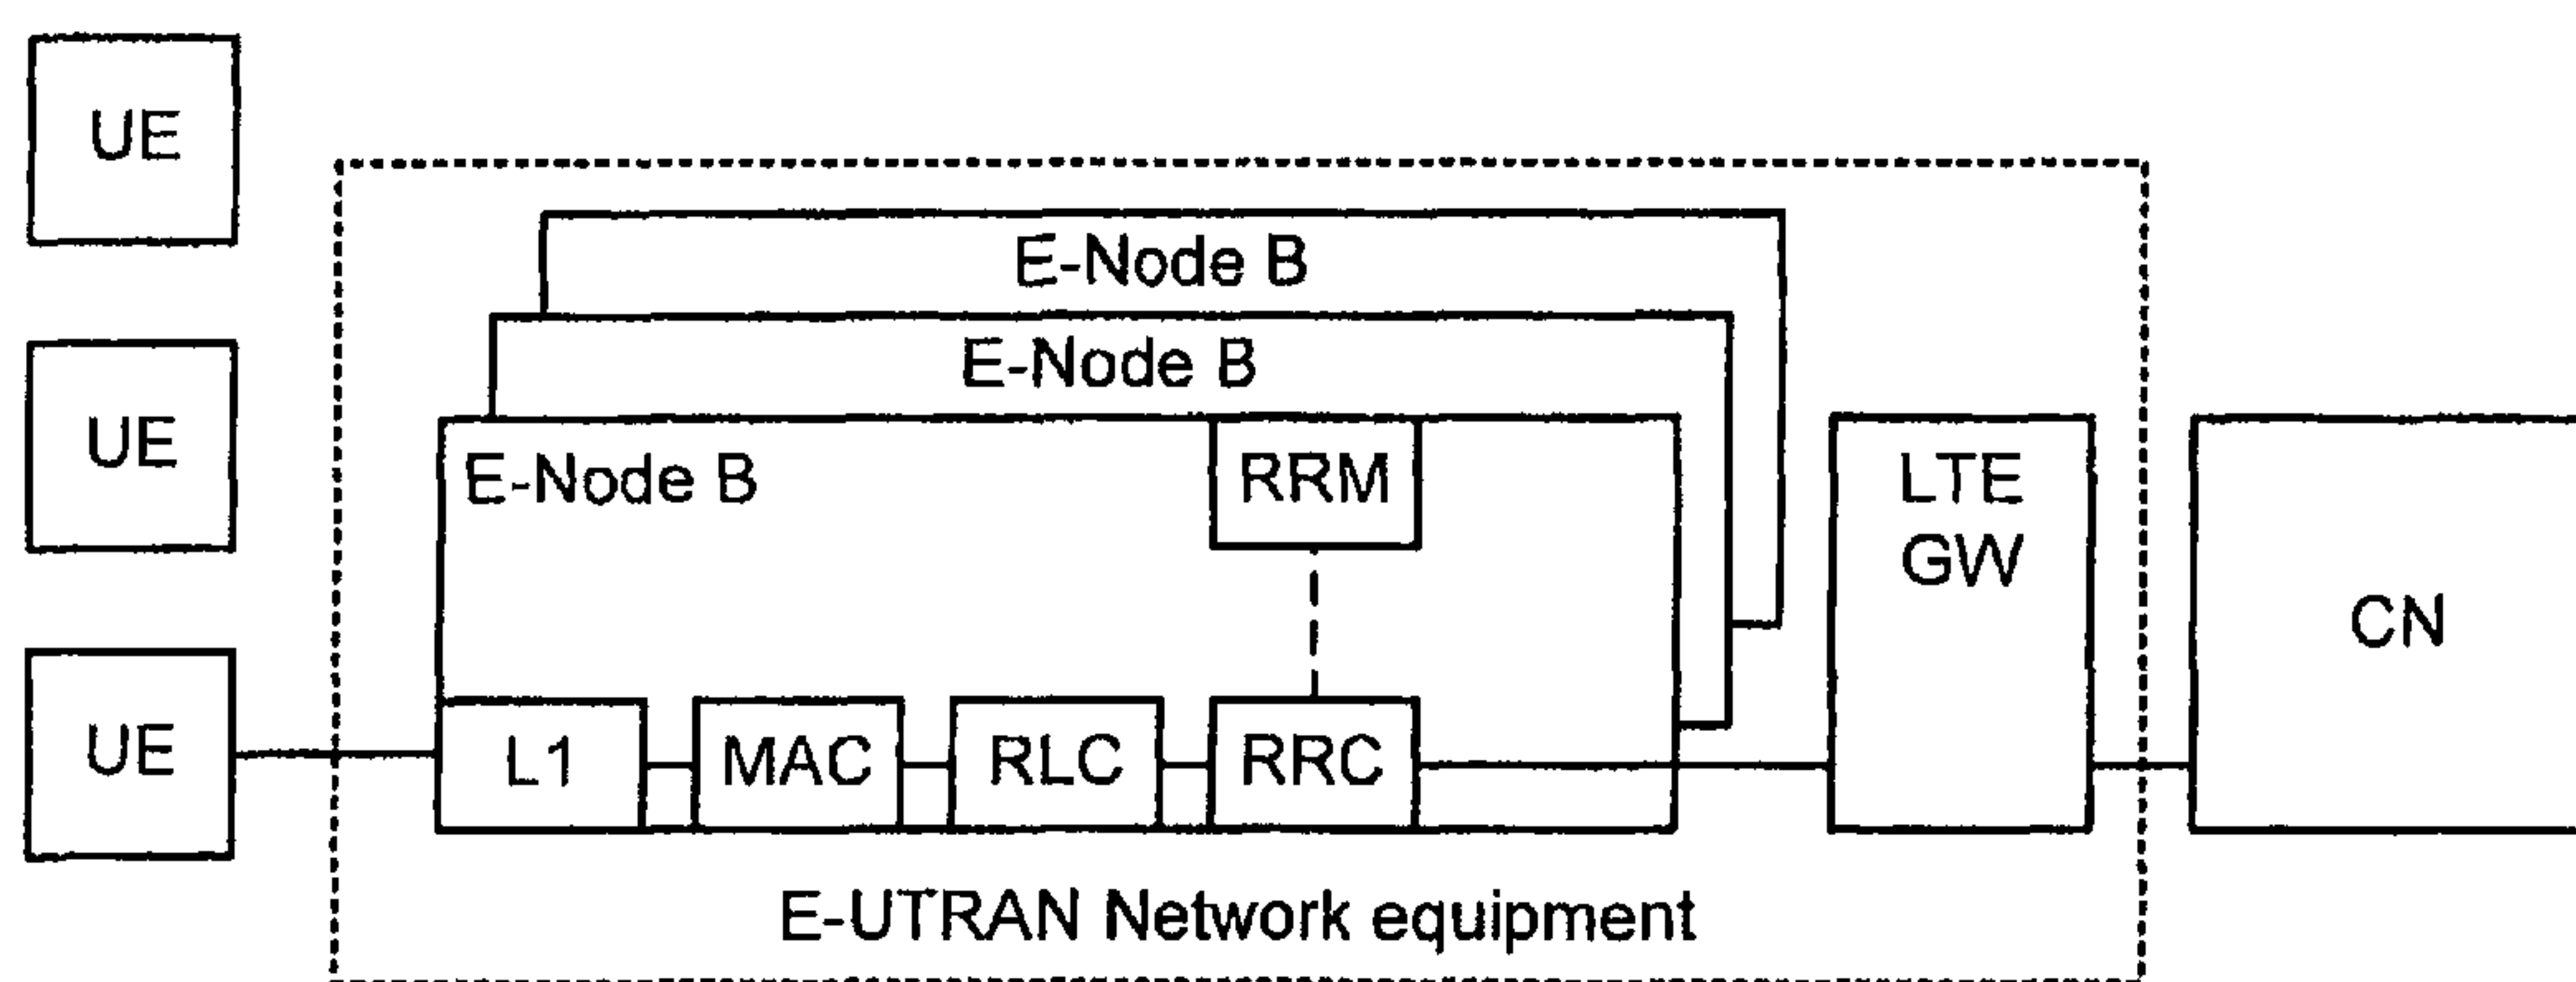 UE
E-Node B
E-Node B
UE
E-Node B
RRM
LTE
GW
CN
UE
L1
MAC
RLC
RRC
E-UTRAN Network equipment